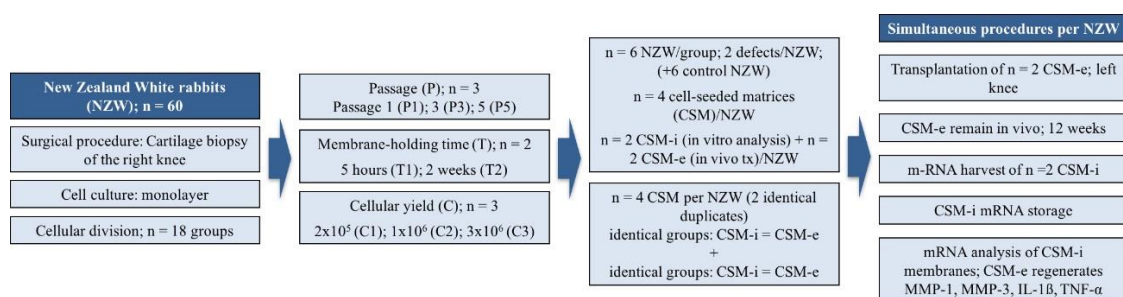 New Zealand White rabbits
(NZW); n = 60
Surgical procedure: Cartilage biopsy
of the right knee
Cell culture: monolayer
Cellular division; n = 18 groups
Passage (P); n = 3
Passage 1 (P1); 3 (P3); 5 (P5)
Membrane-holding time (T); n = 2
5 hours (T1); 2 weeks (T2)
Cellular yield (C); n = 3
2x10⁵ (C1); 1x10⁶ (C2); 3x10⁶ (C3)
n = 6 NZW/group; 2 defects/NZW;
(+6 control NZW)
n = 4 cell-seeded matrices
(CSM)/NZW
n = 2 CSM-i (in vitro analysis) + n =
2 CSM-e (in vivo tx)/NZW
n = 4 CSM per NZW (2 identical
duplicates)
identical groups: CSM-i = CSM-e
+
identical groups: CSM-i = CSM-e
Simultaneous procedures per NZW
Transplantation of n = 2 CSM-e; left
knee
CSM-e remain in vivo; 12 weeks
m-RNA harvest of n =2 CSM-i
CSM-i mRNA storage
mRNA analysis of CSM-i
membranes; CSM-e regenerates
MMP-1, MMP-3, IL-1ß, TNF-α